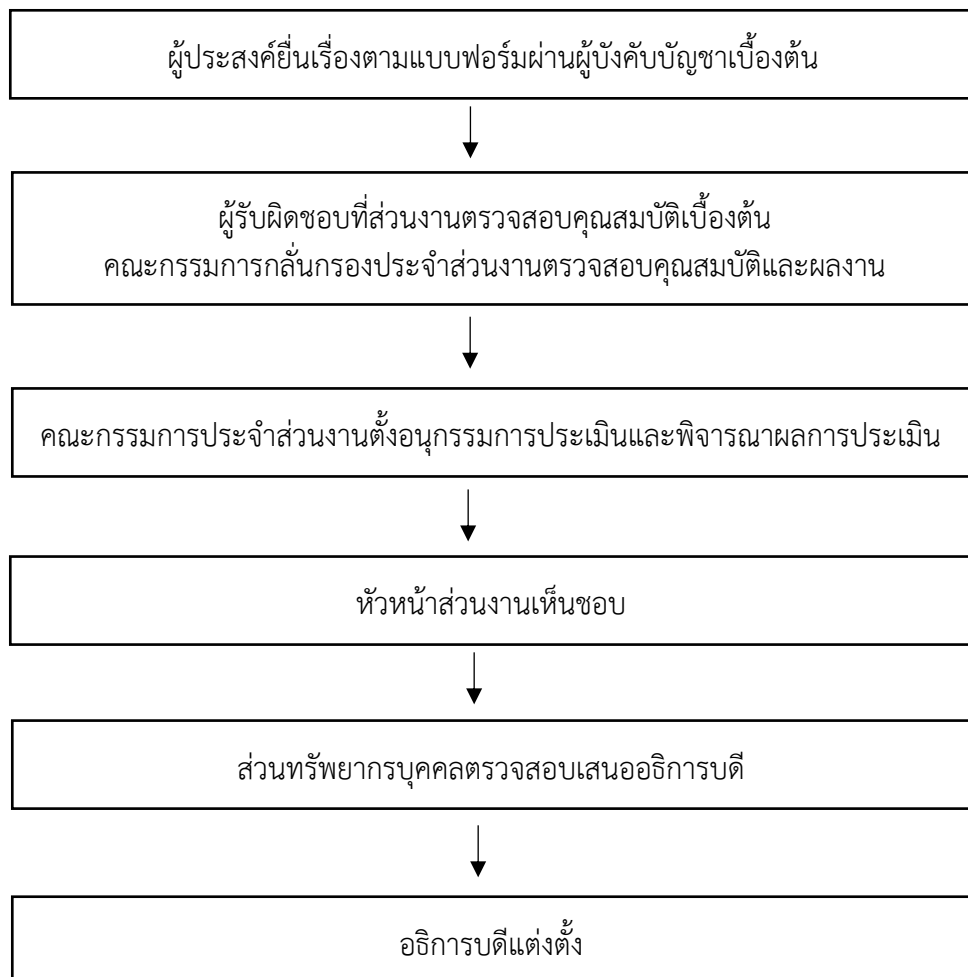 ผู้ประสงค์ยื่นเรื่องตามแบบฟอร์มผ่านผู้บังคับบัญชาเบื้องต้น
ผู้รับผิดชอบที่ส่วนงานตรวจสอบคุณสมบัติเบื้องต้น
คณะกรรมการกลั่นกรองประจำส่วนงานตรวจสอบคุณสมบัติและผลงาน
คณะกรรมการประจำส่วนงานตั้งอนุกรรมการประเมินและพิจารณาผลการประเมิน
หัวหน้าส่วนงานเห็นชอบ
ส่วนทรัพยากรบุคคลตรวจสอบเสนออธิการบดี
อธิการบดีแต่งตั้ง